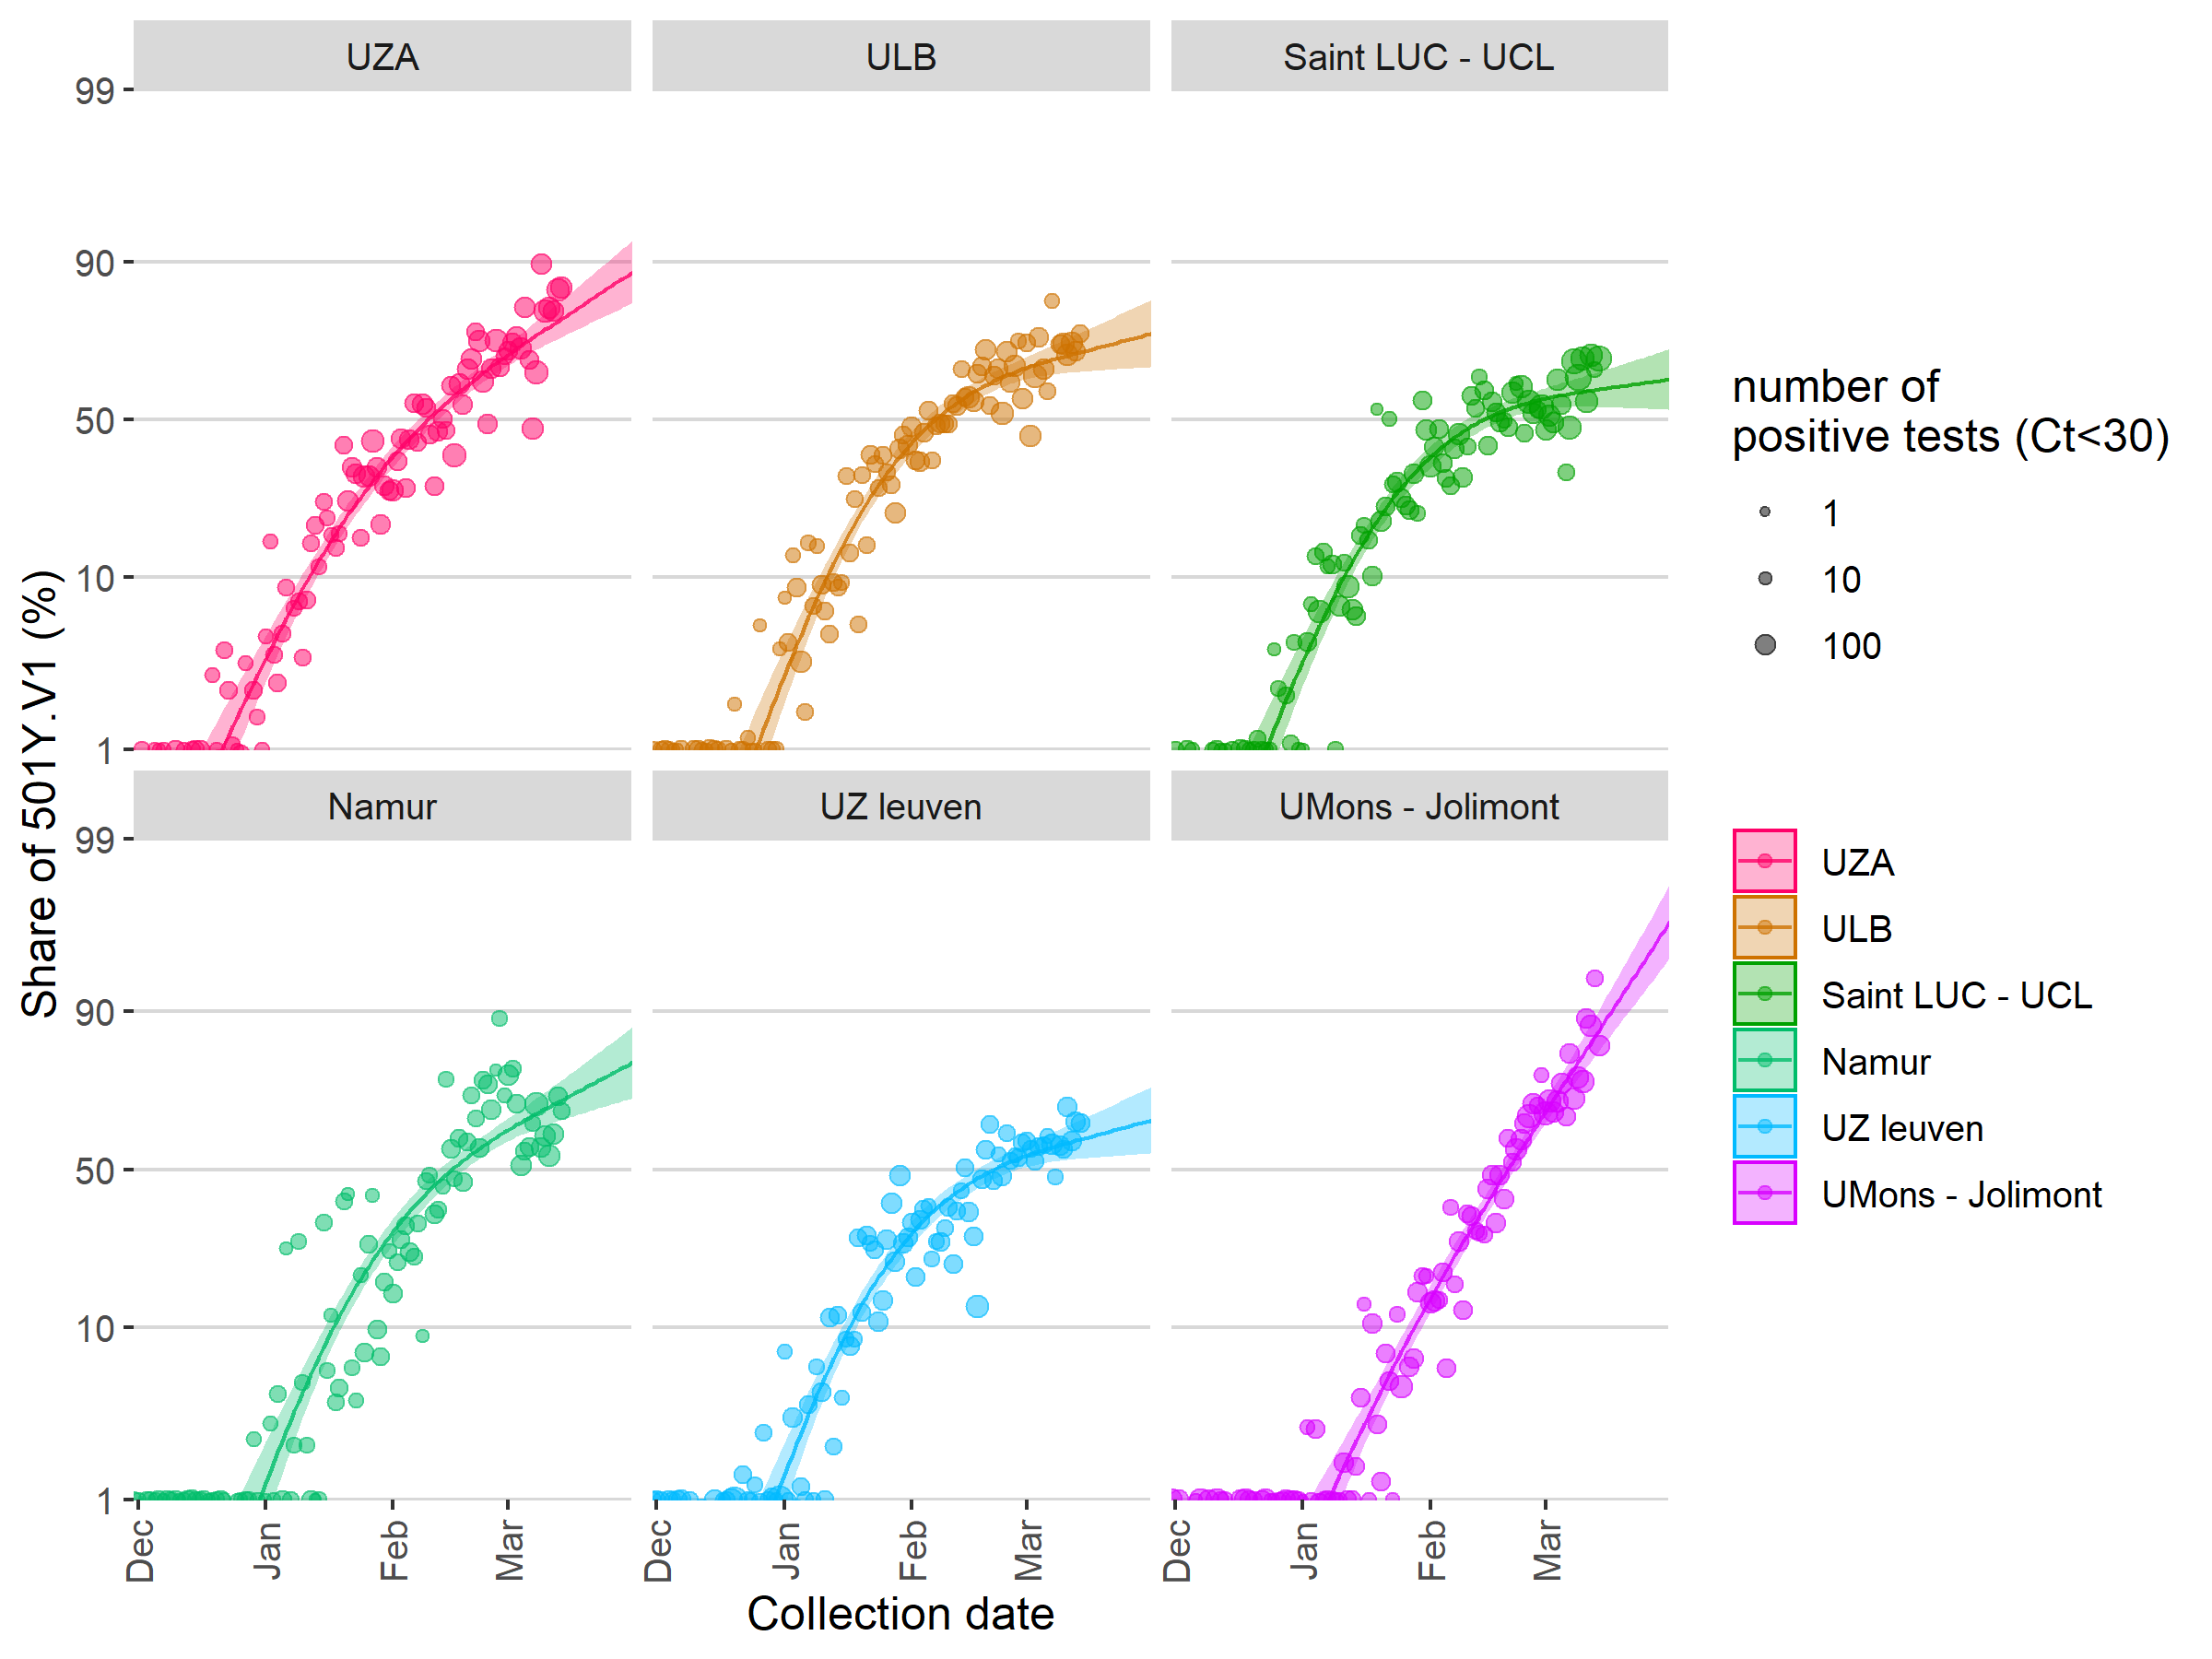 UZA
ULB
Saint LUC - UCL
99
90
50
10
1
Namur
UZ leuven
UMons - Jolimont
99
90
50
10
1
Dec
Jan
Feb
Mar
Dec
Jan
Feb
Mar
Dec
Jan
Feb
Mar
Collection date
Share of 501Y.V1 (%)
number of
positive tests (Ct<30)
1
10
100
UZA
ULB
Saint LUC - UCL
Namur
UZ leuven
UMons - Jolimont